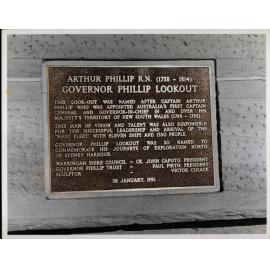 ARTHUR PHILLIP R.N. (1738 - 1814)
GOVERNOR PHILLIP LOOKOUT
THIS LOOK-OUT WAS NAMED AFTER CAPTAIN ARTHUR
PHILLIP WHO WAS APPOINTED AUSTRALIA'S FIRST CAPTAIN
GENERAL AND GOVERNOR-IN-CHIEF IN AND OVER HIS
MAJESTY'S TERRITORY OF NEW SOUTH WALES (1788 - 1792).
THIS MAN OF VISION AND TALENT WAS ALSO RESPONSIBLE
FOR THE SUCCESSFUL LEADERSHIP AND ARRIVAL OF THE
"FIRST FLEET" WITH ELEVEN SHIPS AND 1350 PEOPLE.
GOVERNOR PHILLIP LOOKOUT WAS SO NAMED TO
COMMEMORATE HIS JOURNEYS OF EXPLORATION NORTH
OF SYDNEY HARBOUR.
WARRINGAH SHIRE COUNCIL - CR. JOHN CAPUTO, PRESIDENT
GOVERNOR PHILLIP TRUST - PAUL FIRTH, PRESIDENT
SCULPTOR - VICTOR CUSACK
28 JANUARY, 1991.